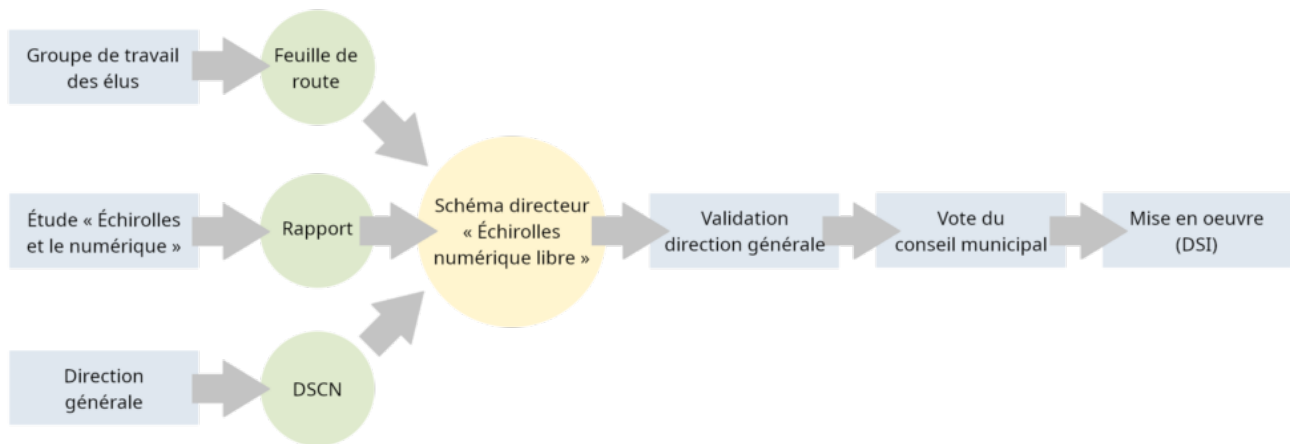 Groupe de travail
des élus
Feuille de
route
Étude « Échirolles
et le numérique »
Rapport
Schéma directeur
« Échirolles
numérique libre »
Validation
direction générale
Vote du
conseil municipal
Mise en oeuvre
(DSI)
Direction
générale
DSCN